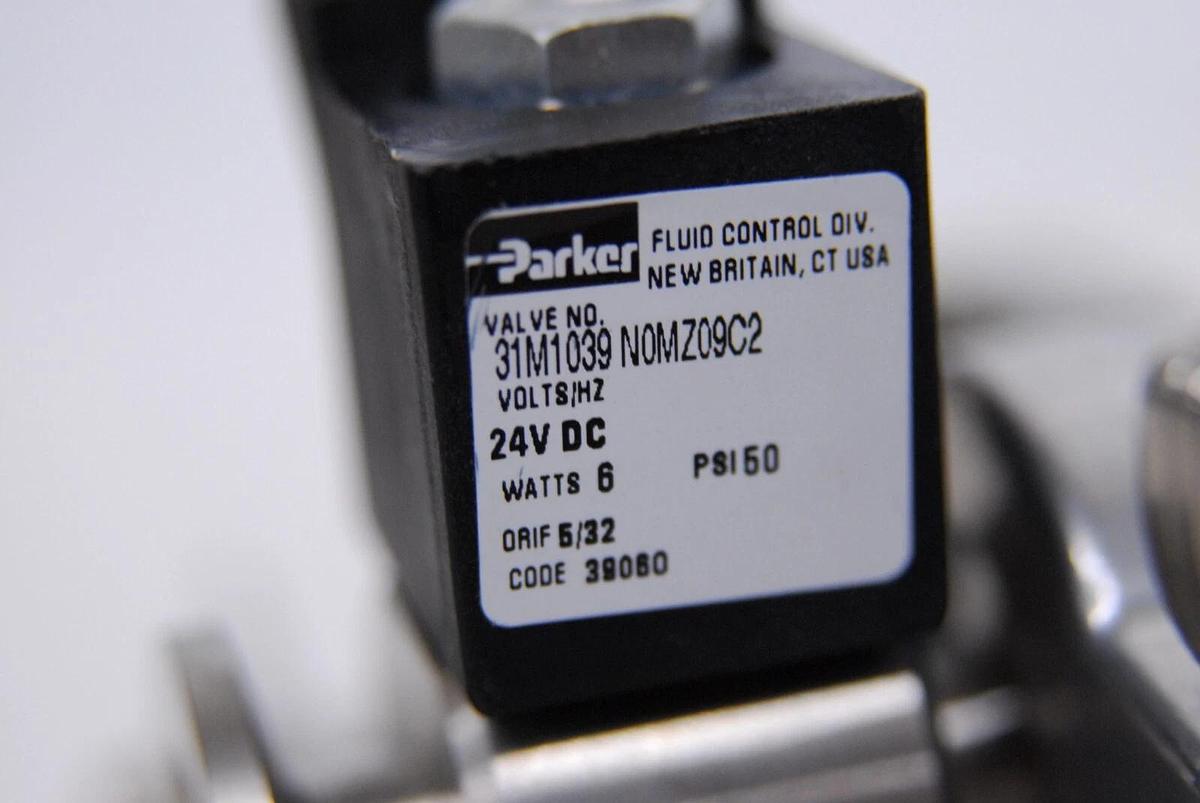 Parker
FLUID CONTROL DIV.
NEW BRITAIN, CT USA
VALVE NO.
31M1039 N0MZ09C2
VOLTS/HZ
24V DC
WATTS 6 PSI 50
ORIF 5/32
CODE 39060